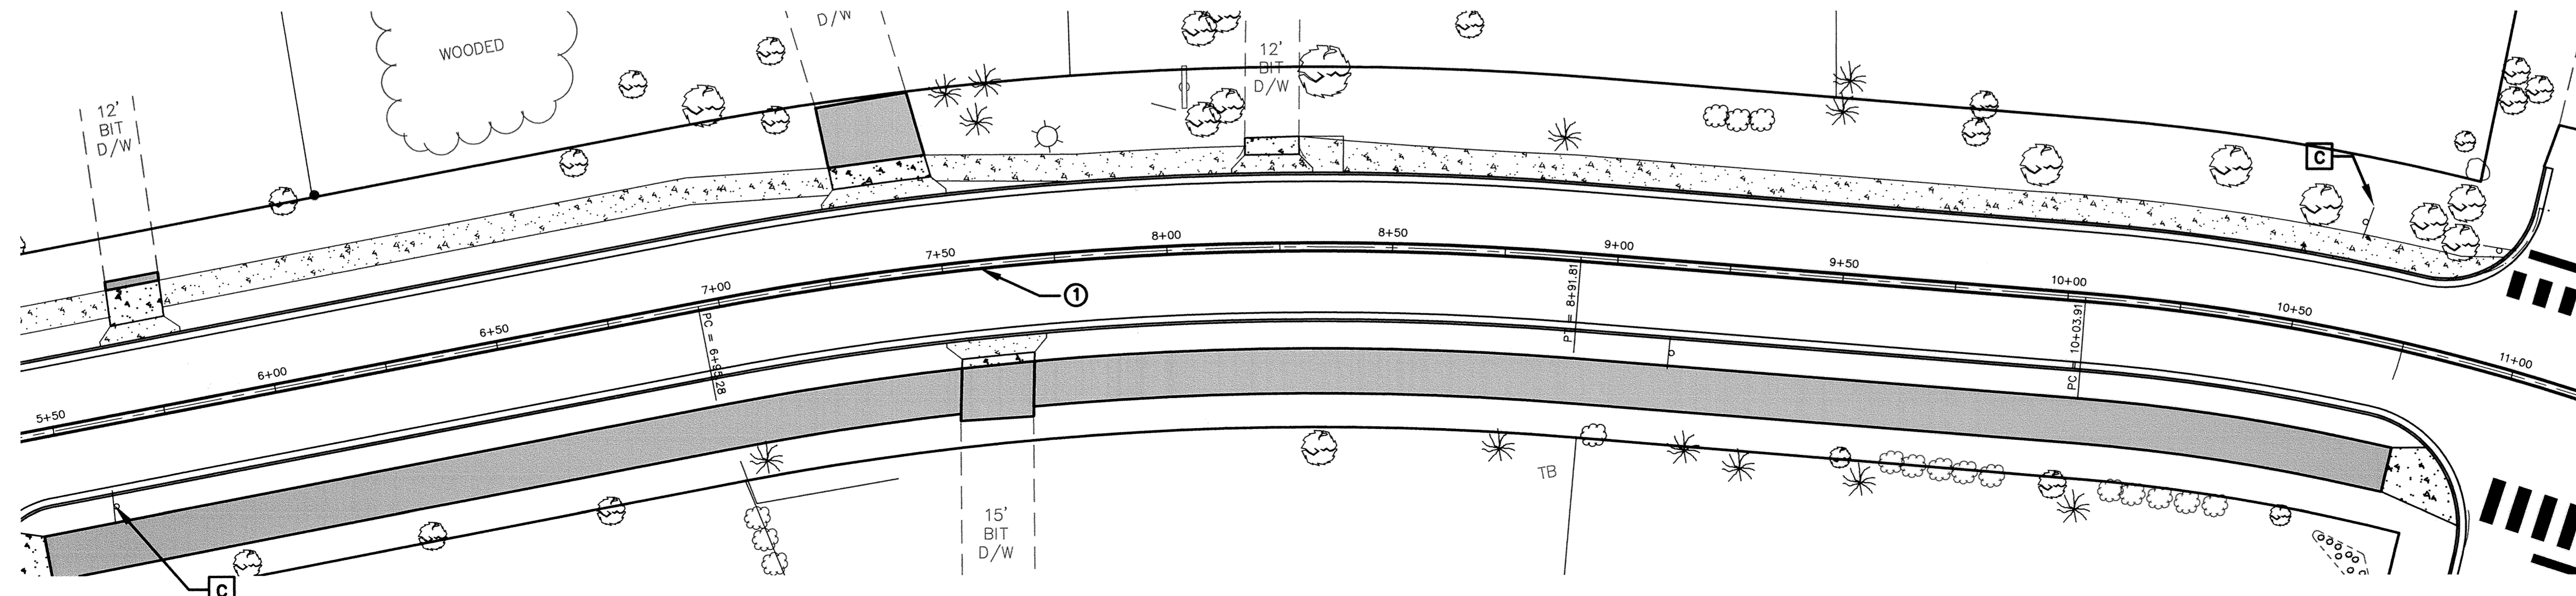 D/W
WOODED
12'
BIT
D/W
12'
BIT
D/W
C
8+00
8+50
9+00
7+50
9+50
10+00
7+00
1
10+50
6+50
PC = 6+95.28
PT = 8+91.81
PC = 10+03.91
11+00
6+00
5+50
TB
15'
BIT
D/W
C